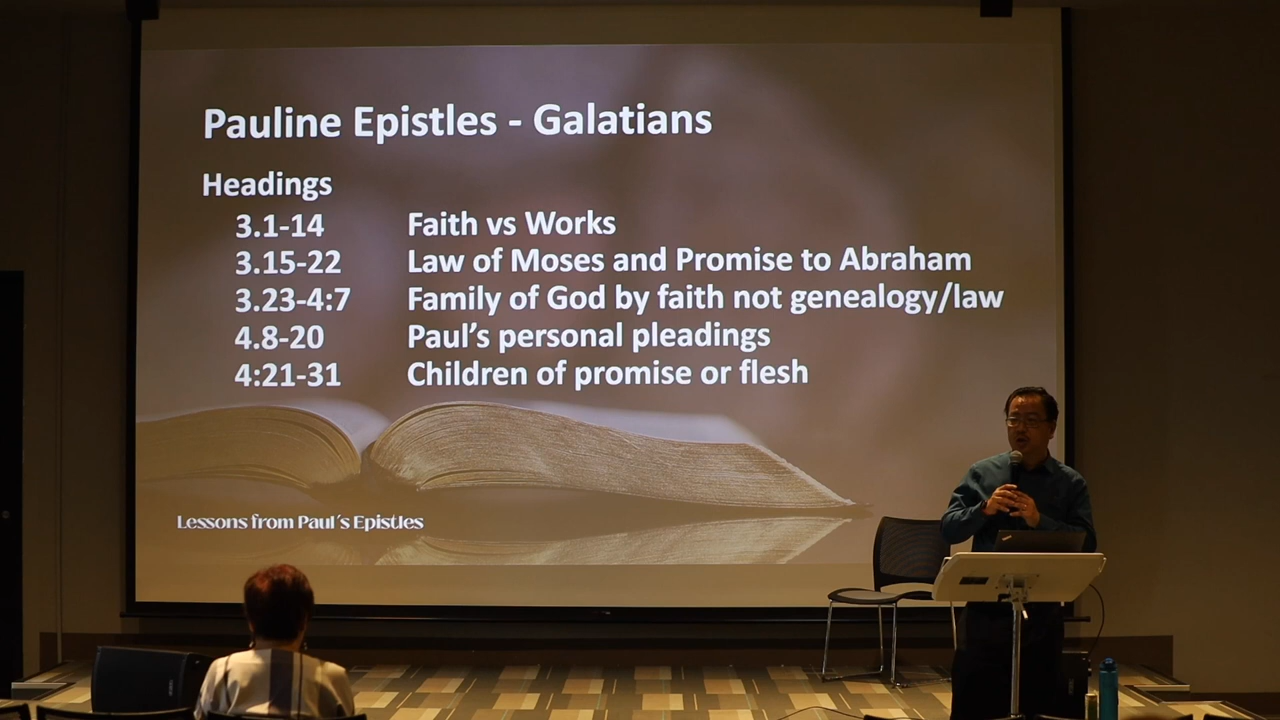 Pauline Epistles - Galatians
Headings
3.1-14 Faith vs Works
3.15-22 Law of Moses and Promise to Abraham
3.23-4:7 Family of God by faith not genealogy/law
4.8-20 Paul's personal pleadings
4:21-31 Children of promise or flesh
Lessons from Paul's Epistles